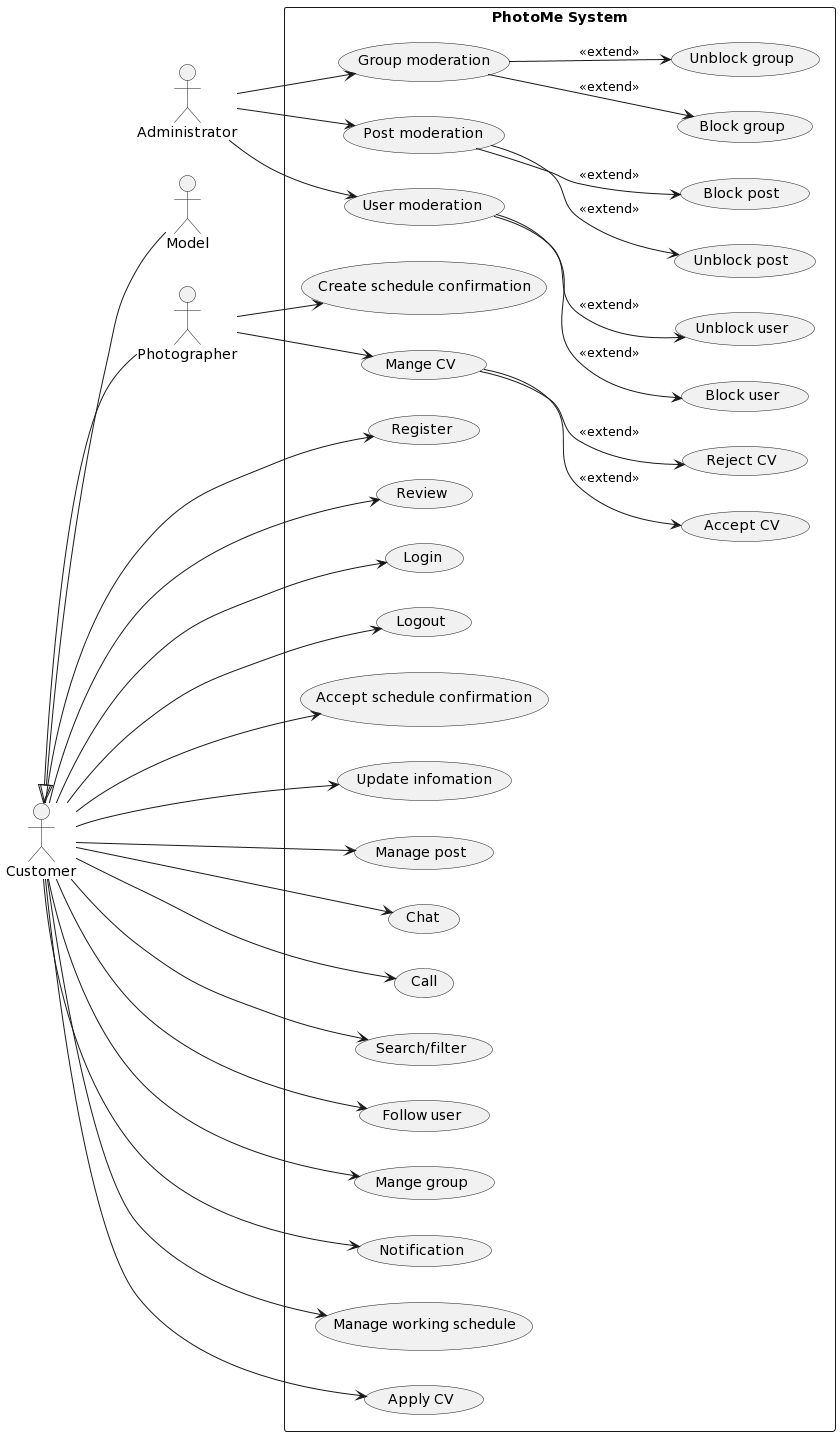 PhotoMe System
Administrator
Model
Photographer
Customer
Group moderation
«extend»
Unblock group
«extend»
Block group
Post moderation
«extend»
Block post
User moderation
«extend»
Unblock post
Create schedule confirmation
«extend»
Unblock user
«extend»
Block user
Mange CV
«extend»
Reject CV
«extend»
Accept CV
Register
Review
Login
Logout
Accept schedule confirmation
Update infomation
Manage post
Chat
Call
Search/filter
Follow user
Mange group
Notification
Manage working schedule
Apply CV